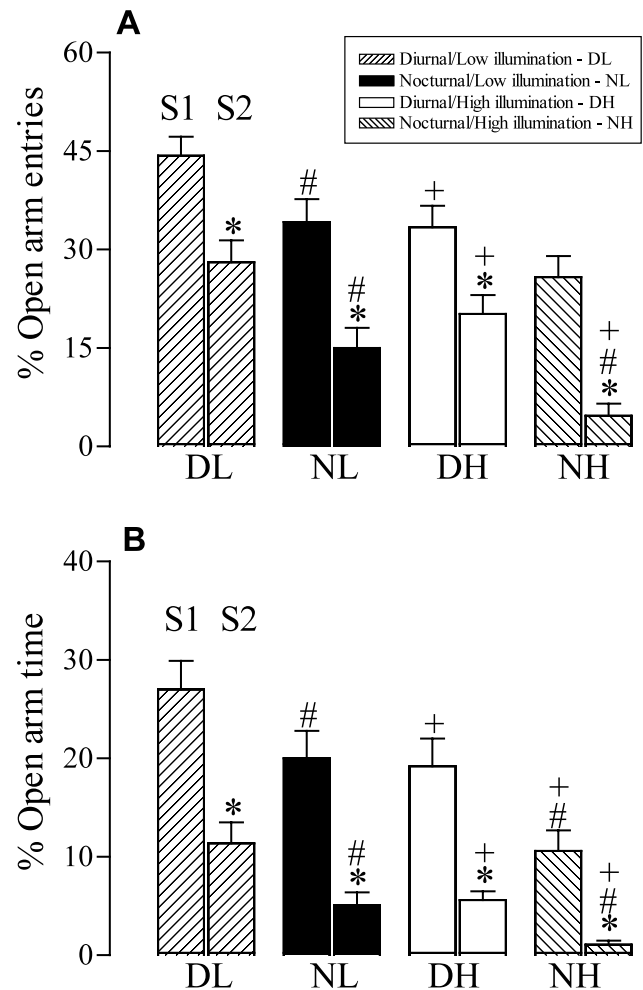 A
Diurnal/Low illumination - DL
Nocturnal/Low illumination - NL
Diurnal/High illumination - DH
Nocturnal/High illumination - NH
% Open arm entries
60
45
30
15
0
S1 S2
*
#
#
*
+
+
*
+
#
*
DL NL DH NH
B
% Open arm time
40
30
20
10
0
S1 S2
*
#
#
*
+
+
*
+
#
+
#
*
DL NL DH NH